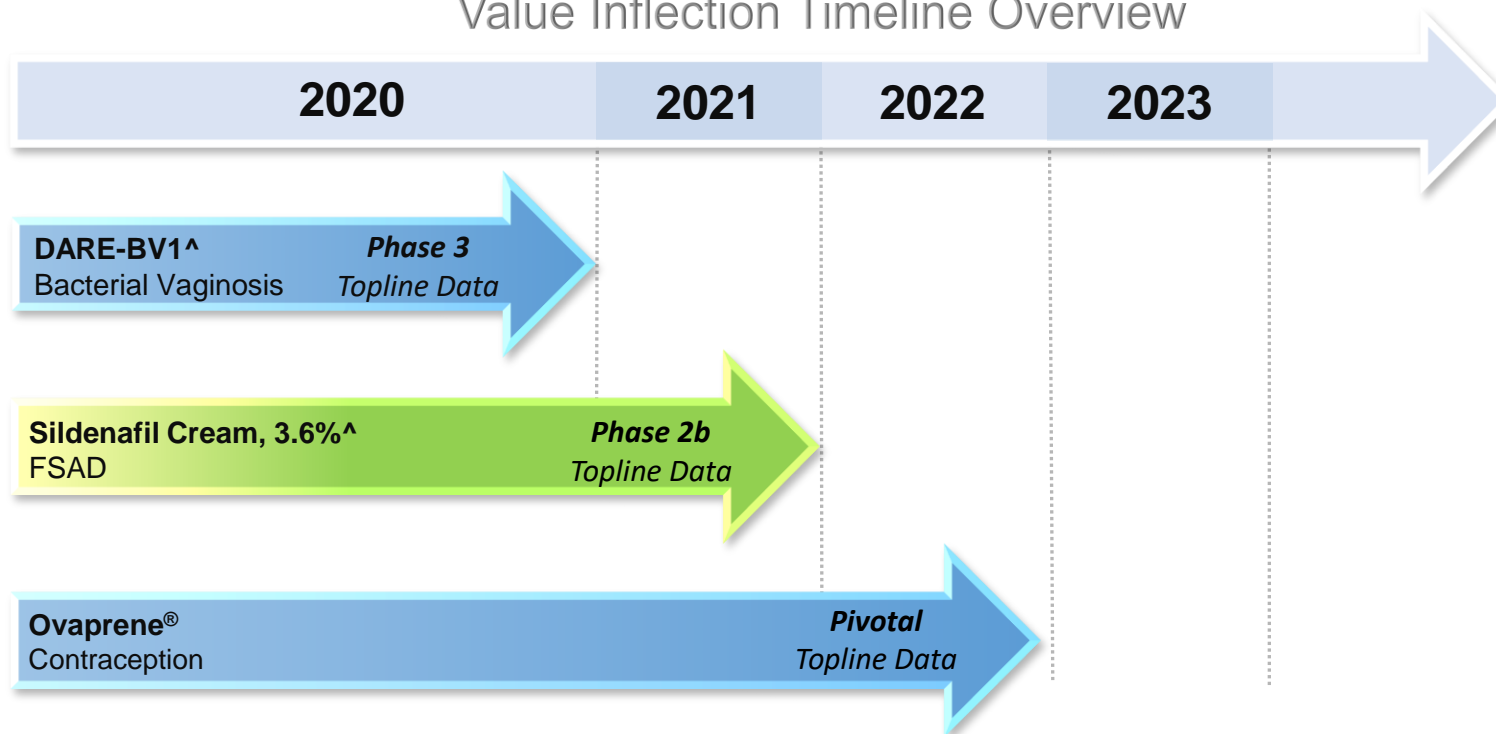 Value Inflection Timeline Overview
2020 2021 2022 2023
DARE-BV1^ Phase 3
Bacterial Vaginosis Topline Data
Sildenafil Cream, 3.6%^ Phase 2b
FSAD Topline Data
Ovaprene® Pivotal
Contraception Topline Data